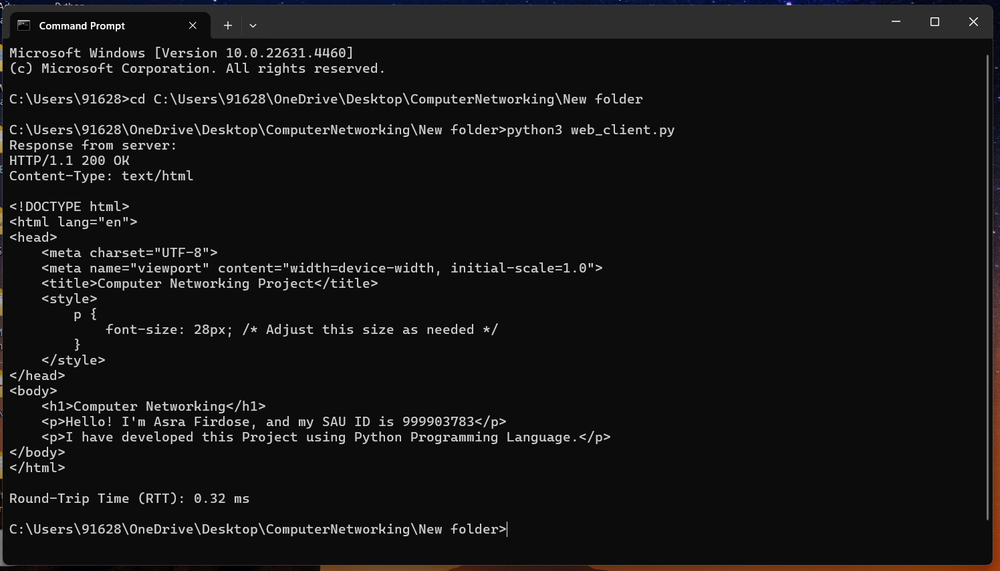 Command Prompt
Microsoft Windows [Version 10.0.22631.4460]
(c) Microsoft Corporation. All rights reserved.
C:\Users\91628>cd C:\Users\91628\OneDrive\Desktop\ComputerNetworking\New folder
C:\Users\91628\OneDrive\Desktop\ComputerNetworking\New folder>python3 web_client.py
Response from server:
HTTP/1.1 200 OK
Content-Type: text/html
<!DOCTYPE html>
<html lang="en">
<head>
    <meta charset="UTF-8">
    <meta name="viewport" content="width=device-width, initial-scale=1.0">
    <title>Computer Networking Project</title>
    <style>
        p {
            font-size: 28px; /* Adjust this size as needed */
        }
    </style>
</head>
<body>
    <h1>Computer Networking</h1>
    <p>Hello! I'm Asra Firdose, and my SAU ID is 999903783</p>
    <p>I have developed this Project using Python Programming Language.</p>
</body>
</html>
Round-Trip Time (RTT): 0.32 ms
C:\Users\91628\OneDrive\Desktop\ComputerNetworking\New folder>